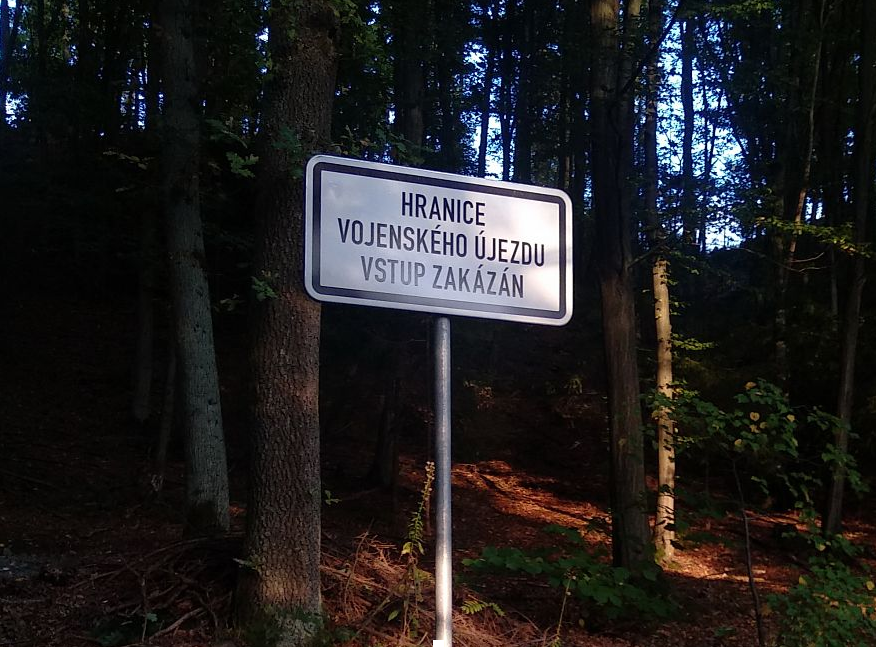 HRANICE
VOJENSKÉHO ÚJEZDU
VSTUP ZAKÁZÁN